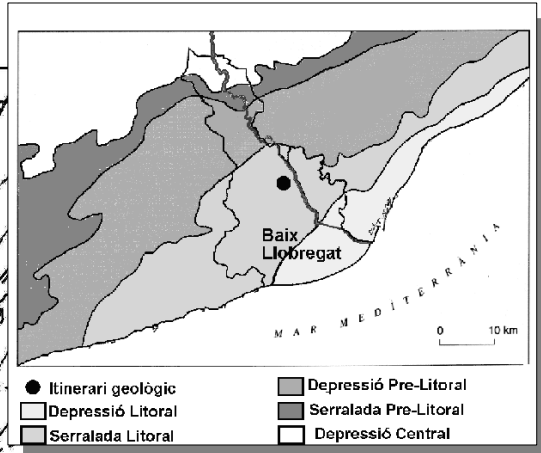 Baix
Llobregat
MAR MEDITERRÀNIA
0 10 km
Itinerari geològic
Depressió Litoral
Serralada Litoral
Depressió Pre-Litoral
Serralada Pre-Litoral
Depressió Central